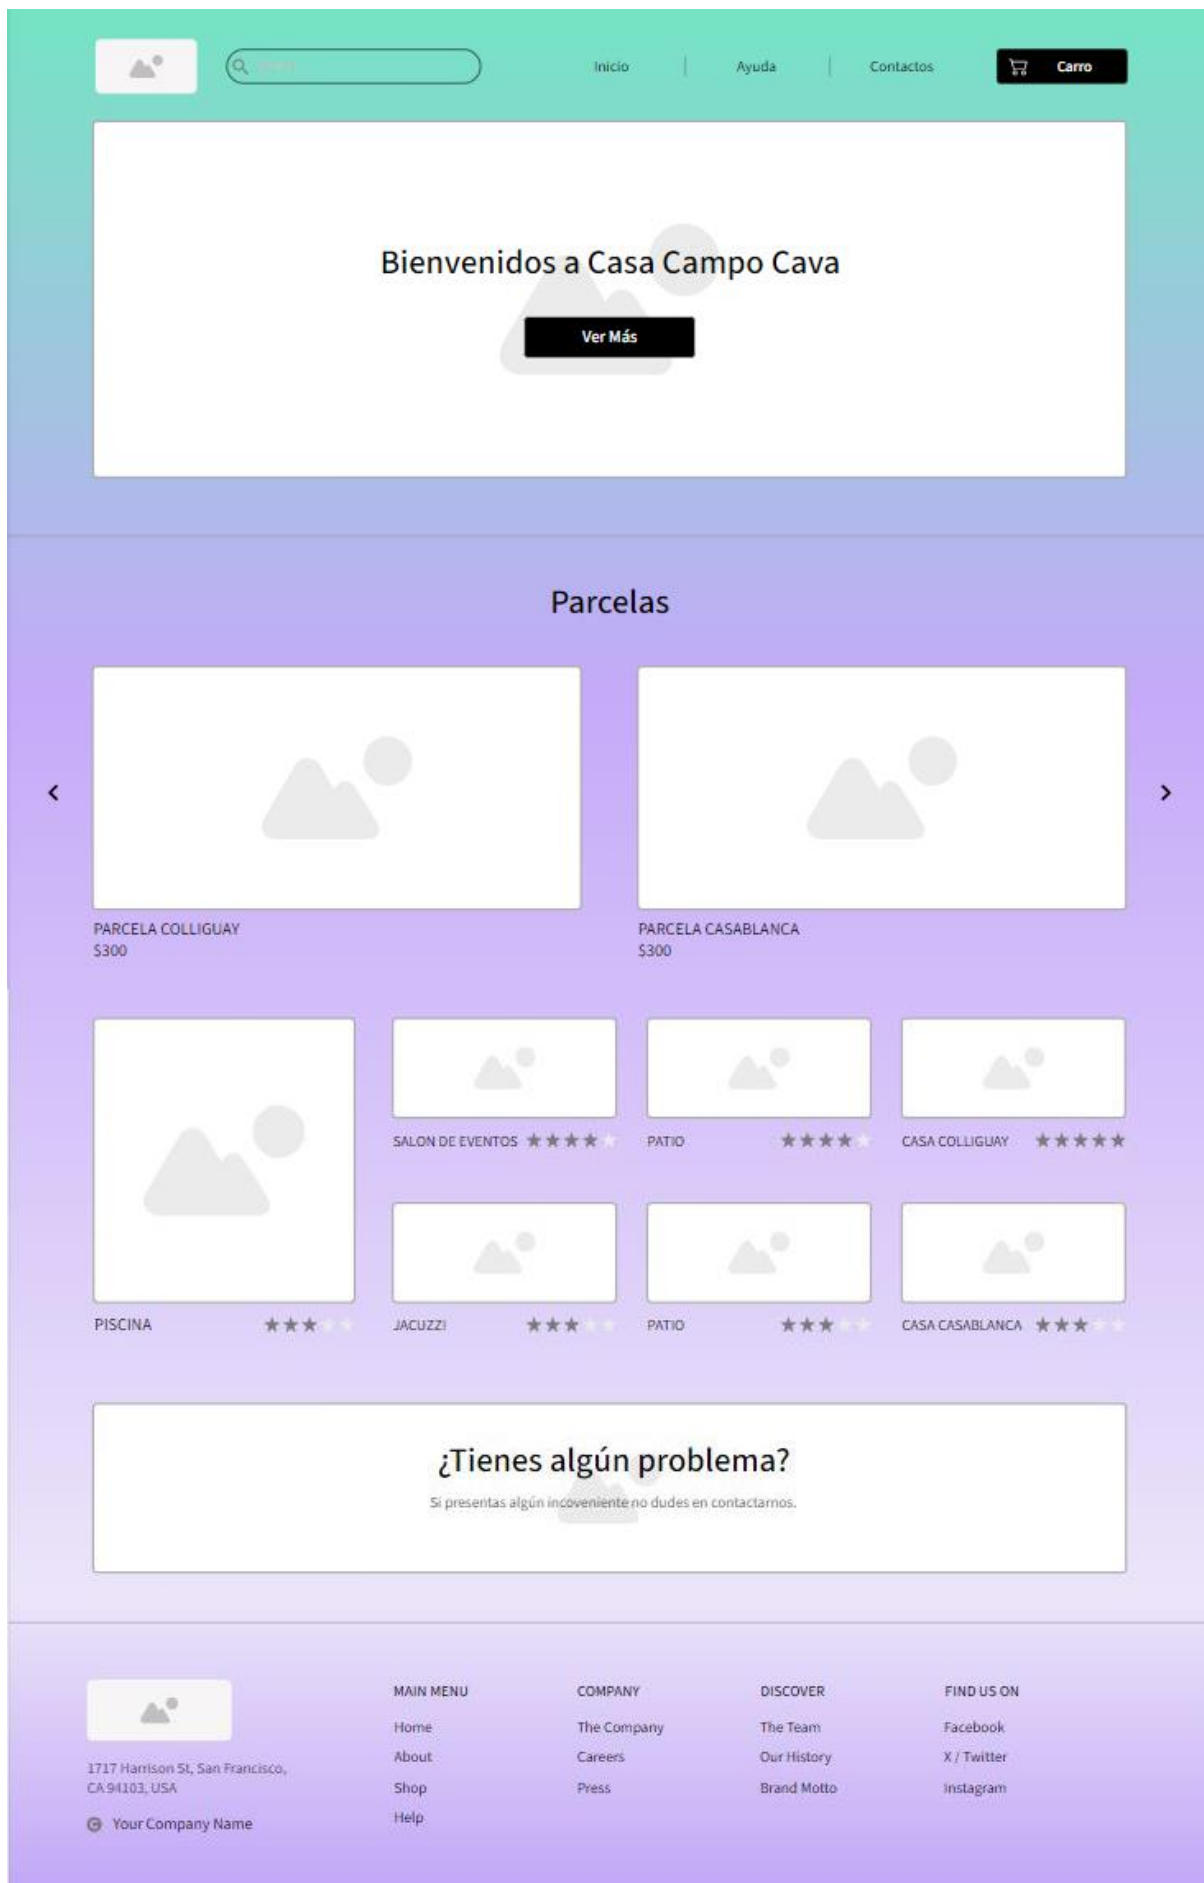 Inicio
Ayuda
Contactos
Carro
Bienvenidos a Casa Campo Cava
Ver Más
Parcelas
PARCELA COLLIGUAY
$300
PARCELA CASABLANCA
$300
SALON DE EVENTOS
PATIO
CASA COLLIGUAY
PISCINA
JACUZZI
PATIO
CASA CASABLANCA
¿Tienes algún problema?
Si presentas algún incoveniente no dudes en contactarnos.
1717 Harrison St, San Francisco,
CA 94103, USA
Your Company Name
MAIN MENU
Home
About
Shop
Help
COMPANY
The Company
Careers
Press
DISCOVER
The Team
Our History
Brand Motto
FIND US ON
Facebook
X / Twitter
Instagram